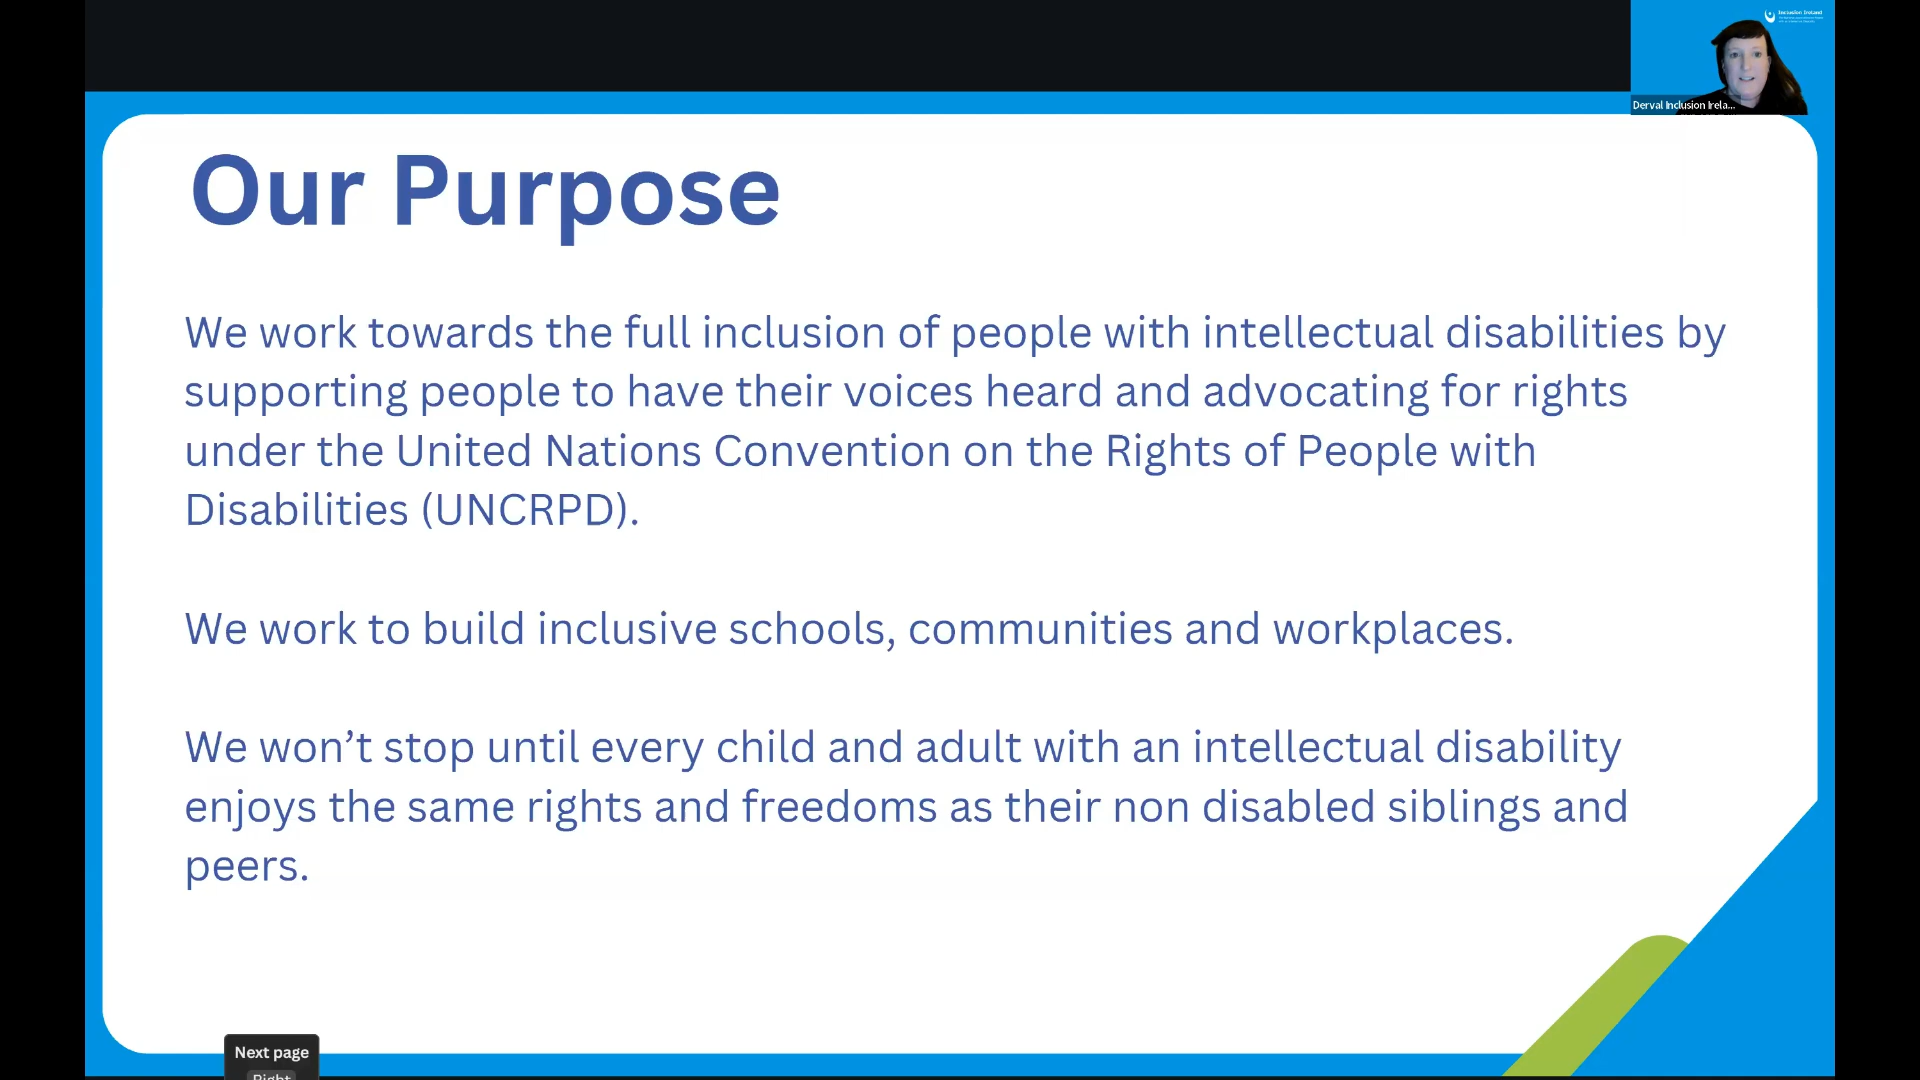 Inclusion Ireland
Derval Inclusion Irela...
Our Purpose
We work towards the full inclusion of people with intellectual disabilities by
supporting people to have their voices heard and advocating for rights
under the United Nations Convention on the Rights of People with
Disabilities (UNCRPD).
We work to build inclusive schools, communities and workplaces.
We won’t stop until every child and adult with an intellectual disability
enjoys the same rights and freedoms as their non disabled siblings and
peers.
Next page
Right